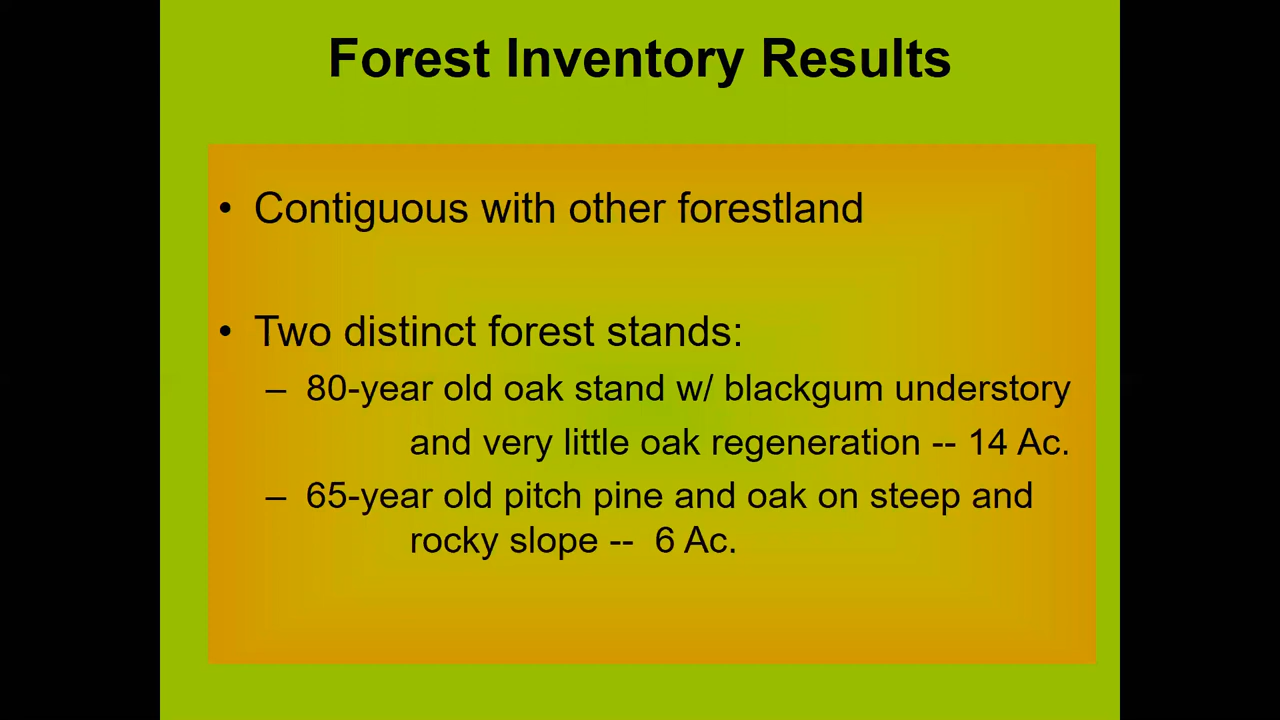 Forest Inventory Results
• Contiguous with other forestland
• Two distinct forest stands:
– 80-year old oak stand w/ blackgum understory
and very little oak regeneration -- 14 Ac.
– 65-year old pitch pine and oak on steep and
rocky slope -- 6 Ac.